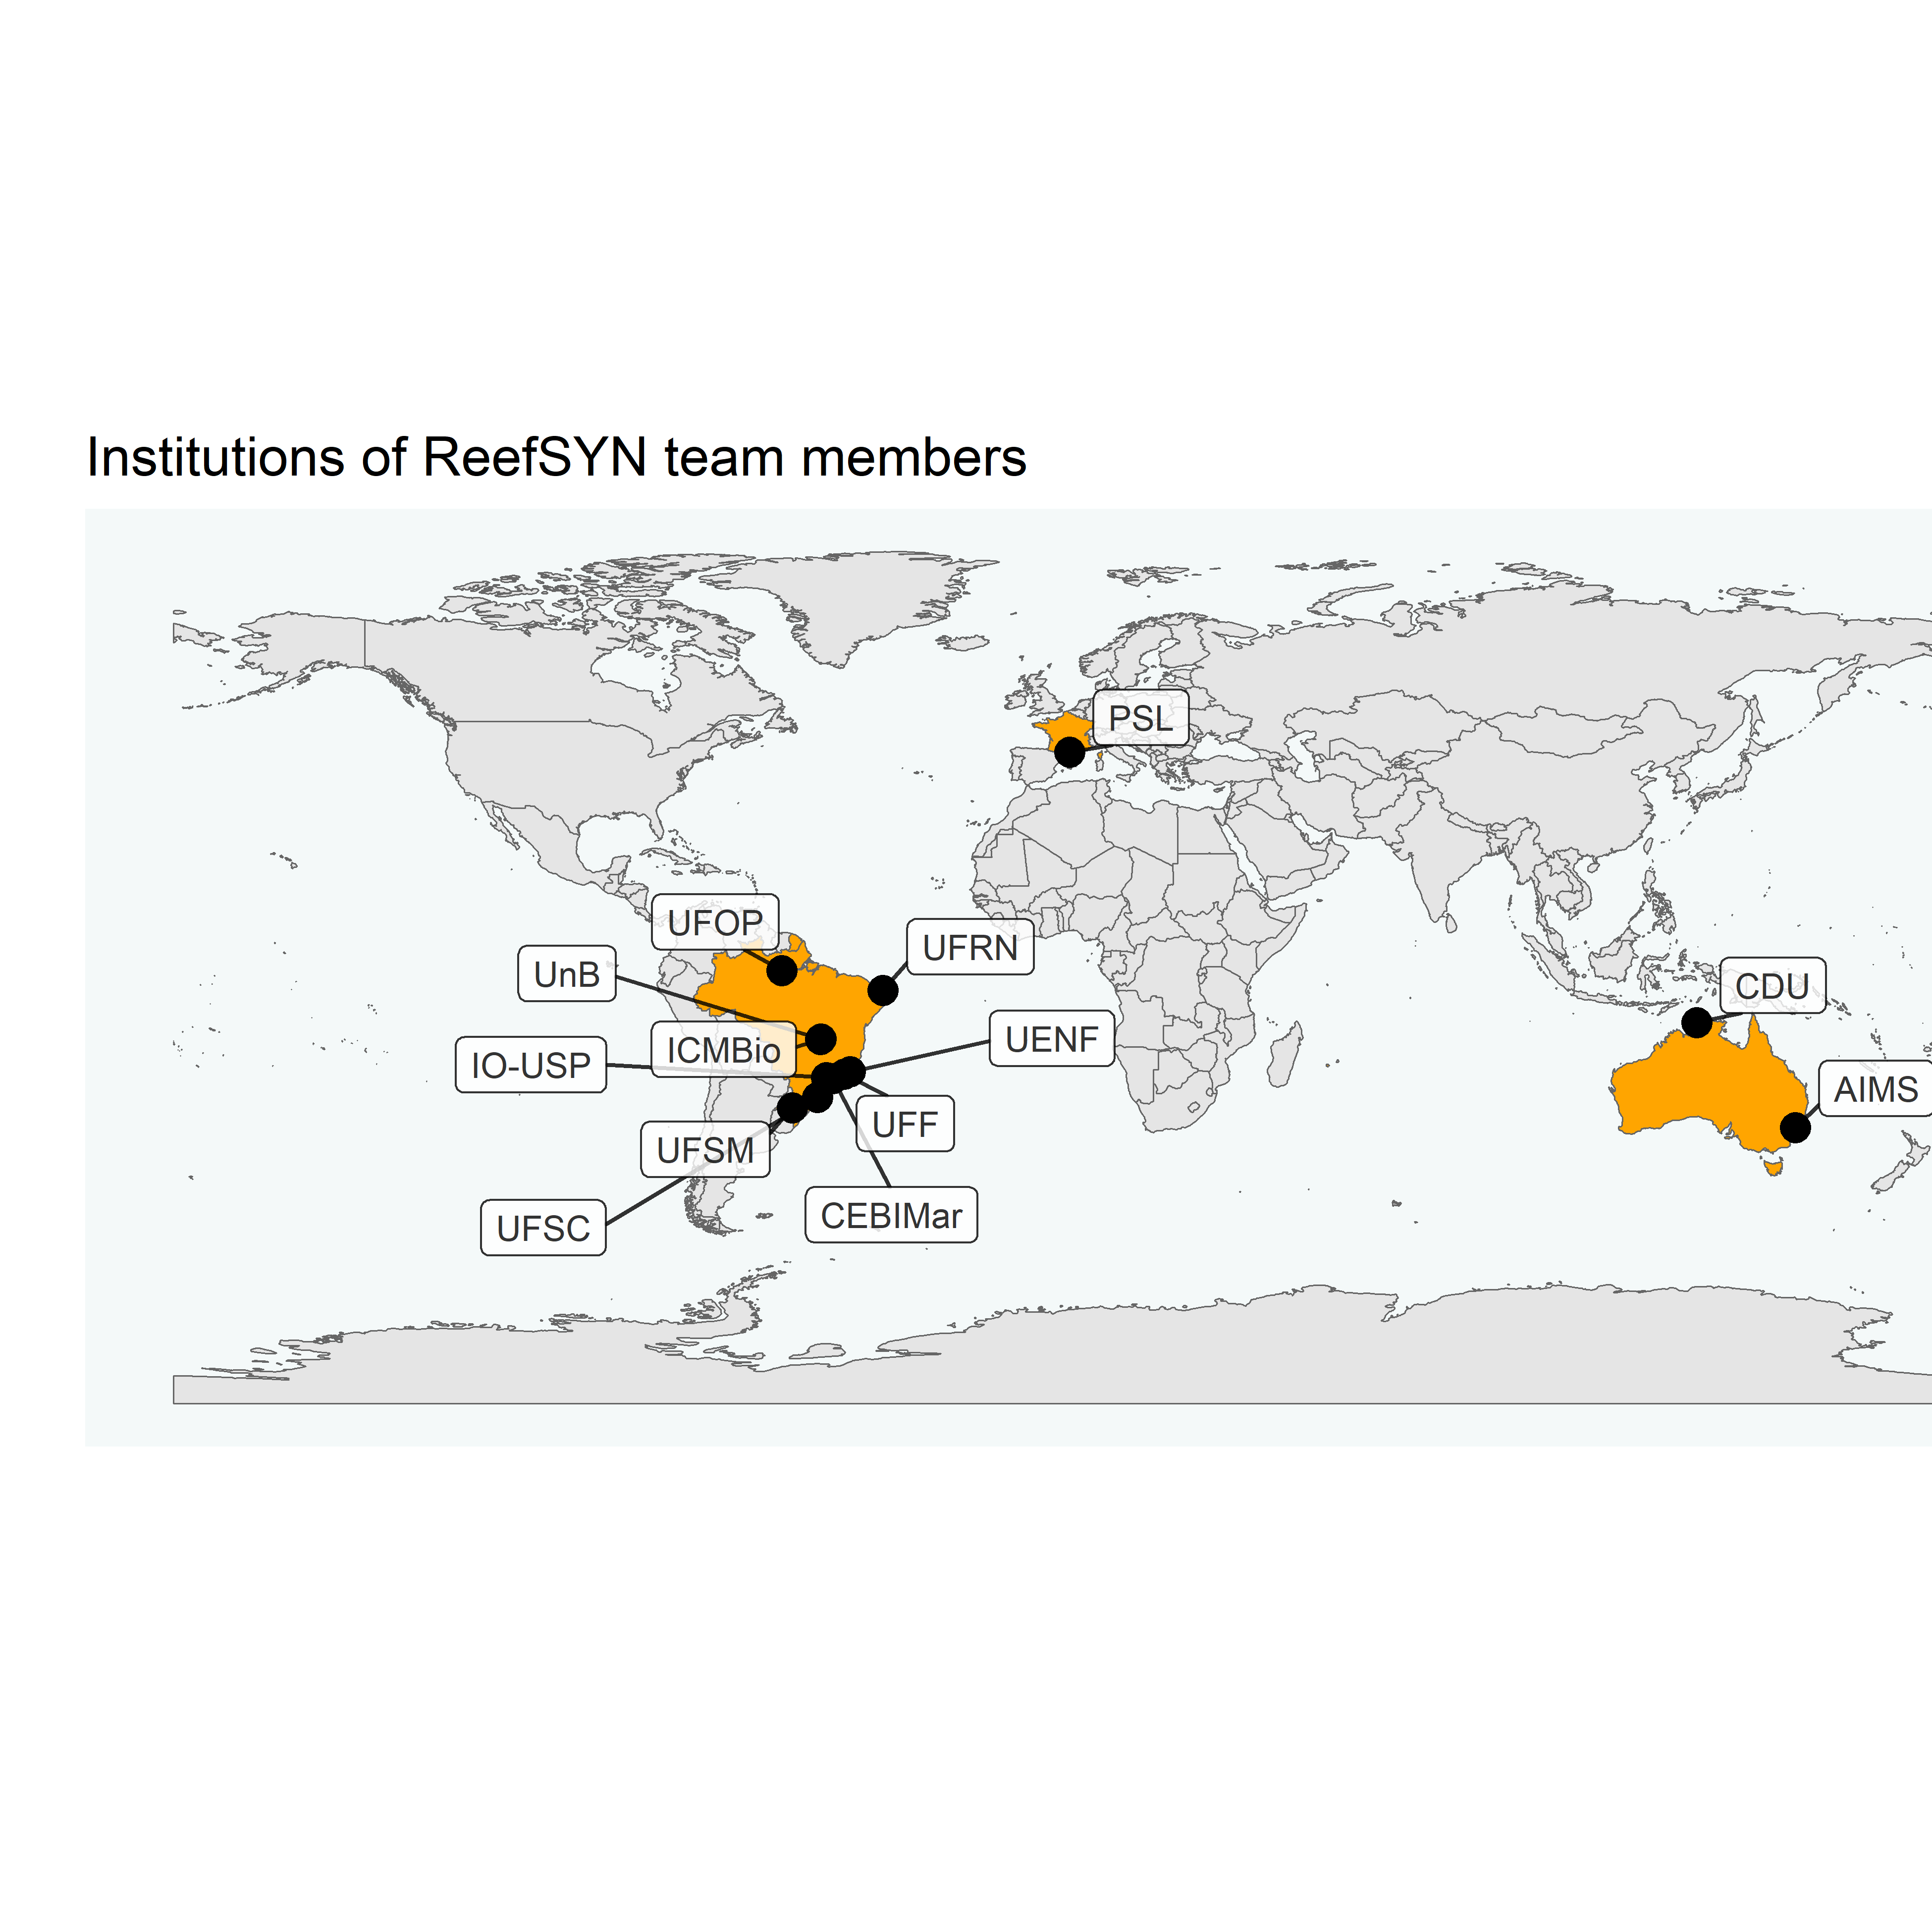 Institutions of ReefSYN team members
PSL
UFOP
UFRN
UnB
CDU
UENF
ICMBio
IO-USP
AIMS
UFF
UFSM
CEBIMar
UFSC